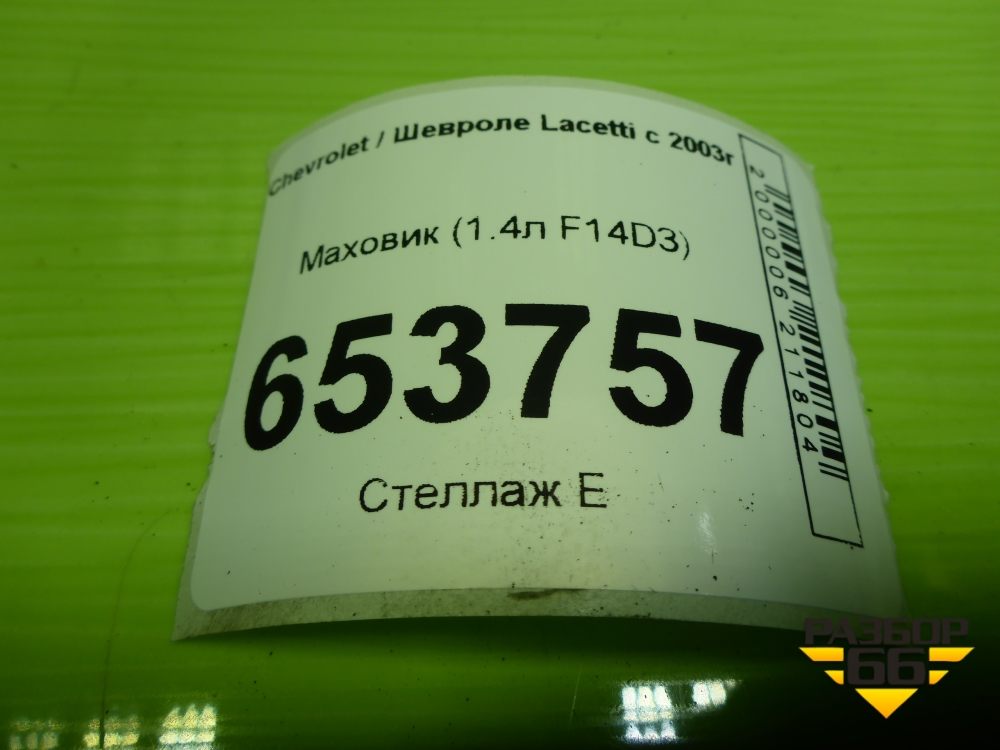 Chevrolet / Шевроле Lacetti с 2003г
Маховик (1.4л F14D3)
653757
Стеллаж Е
2000006211804
РАЗБОР
66